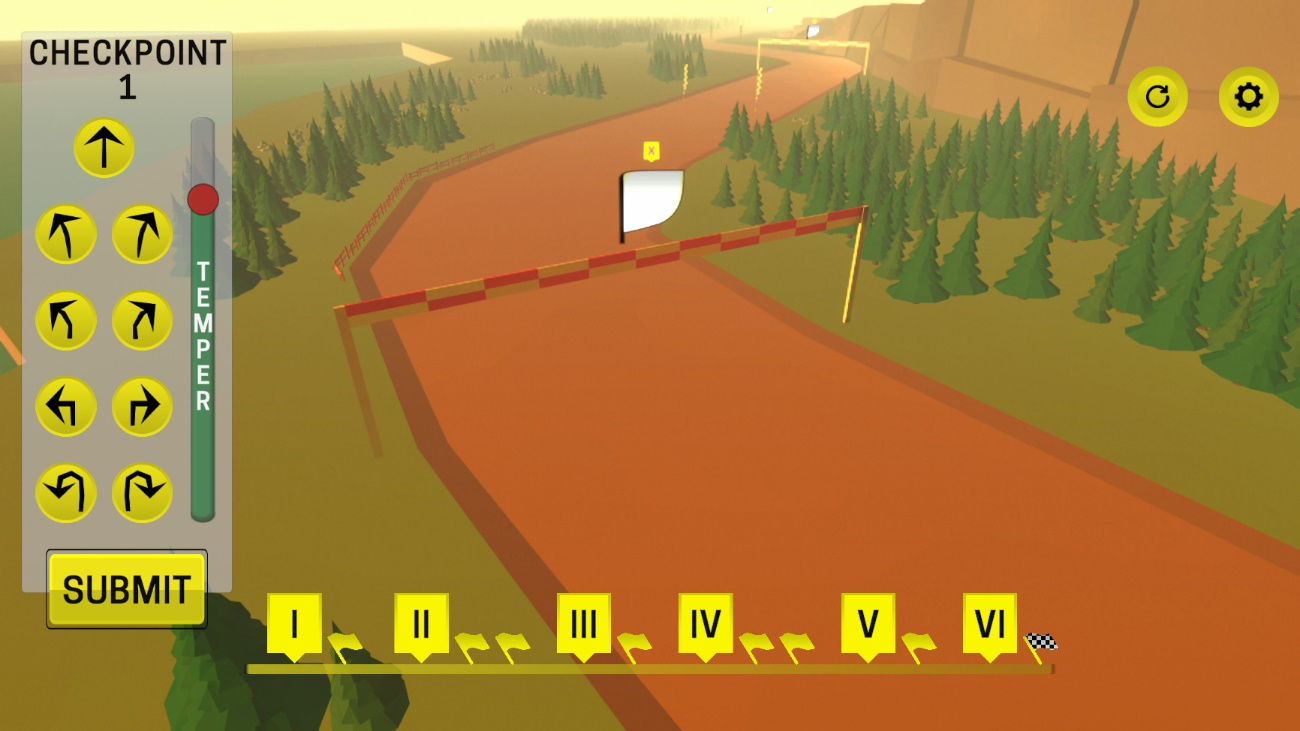 CHECKPOINT
1
X
TEMPER
SUBMIT
I II III IV V VI